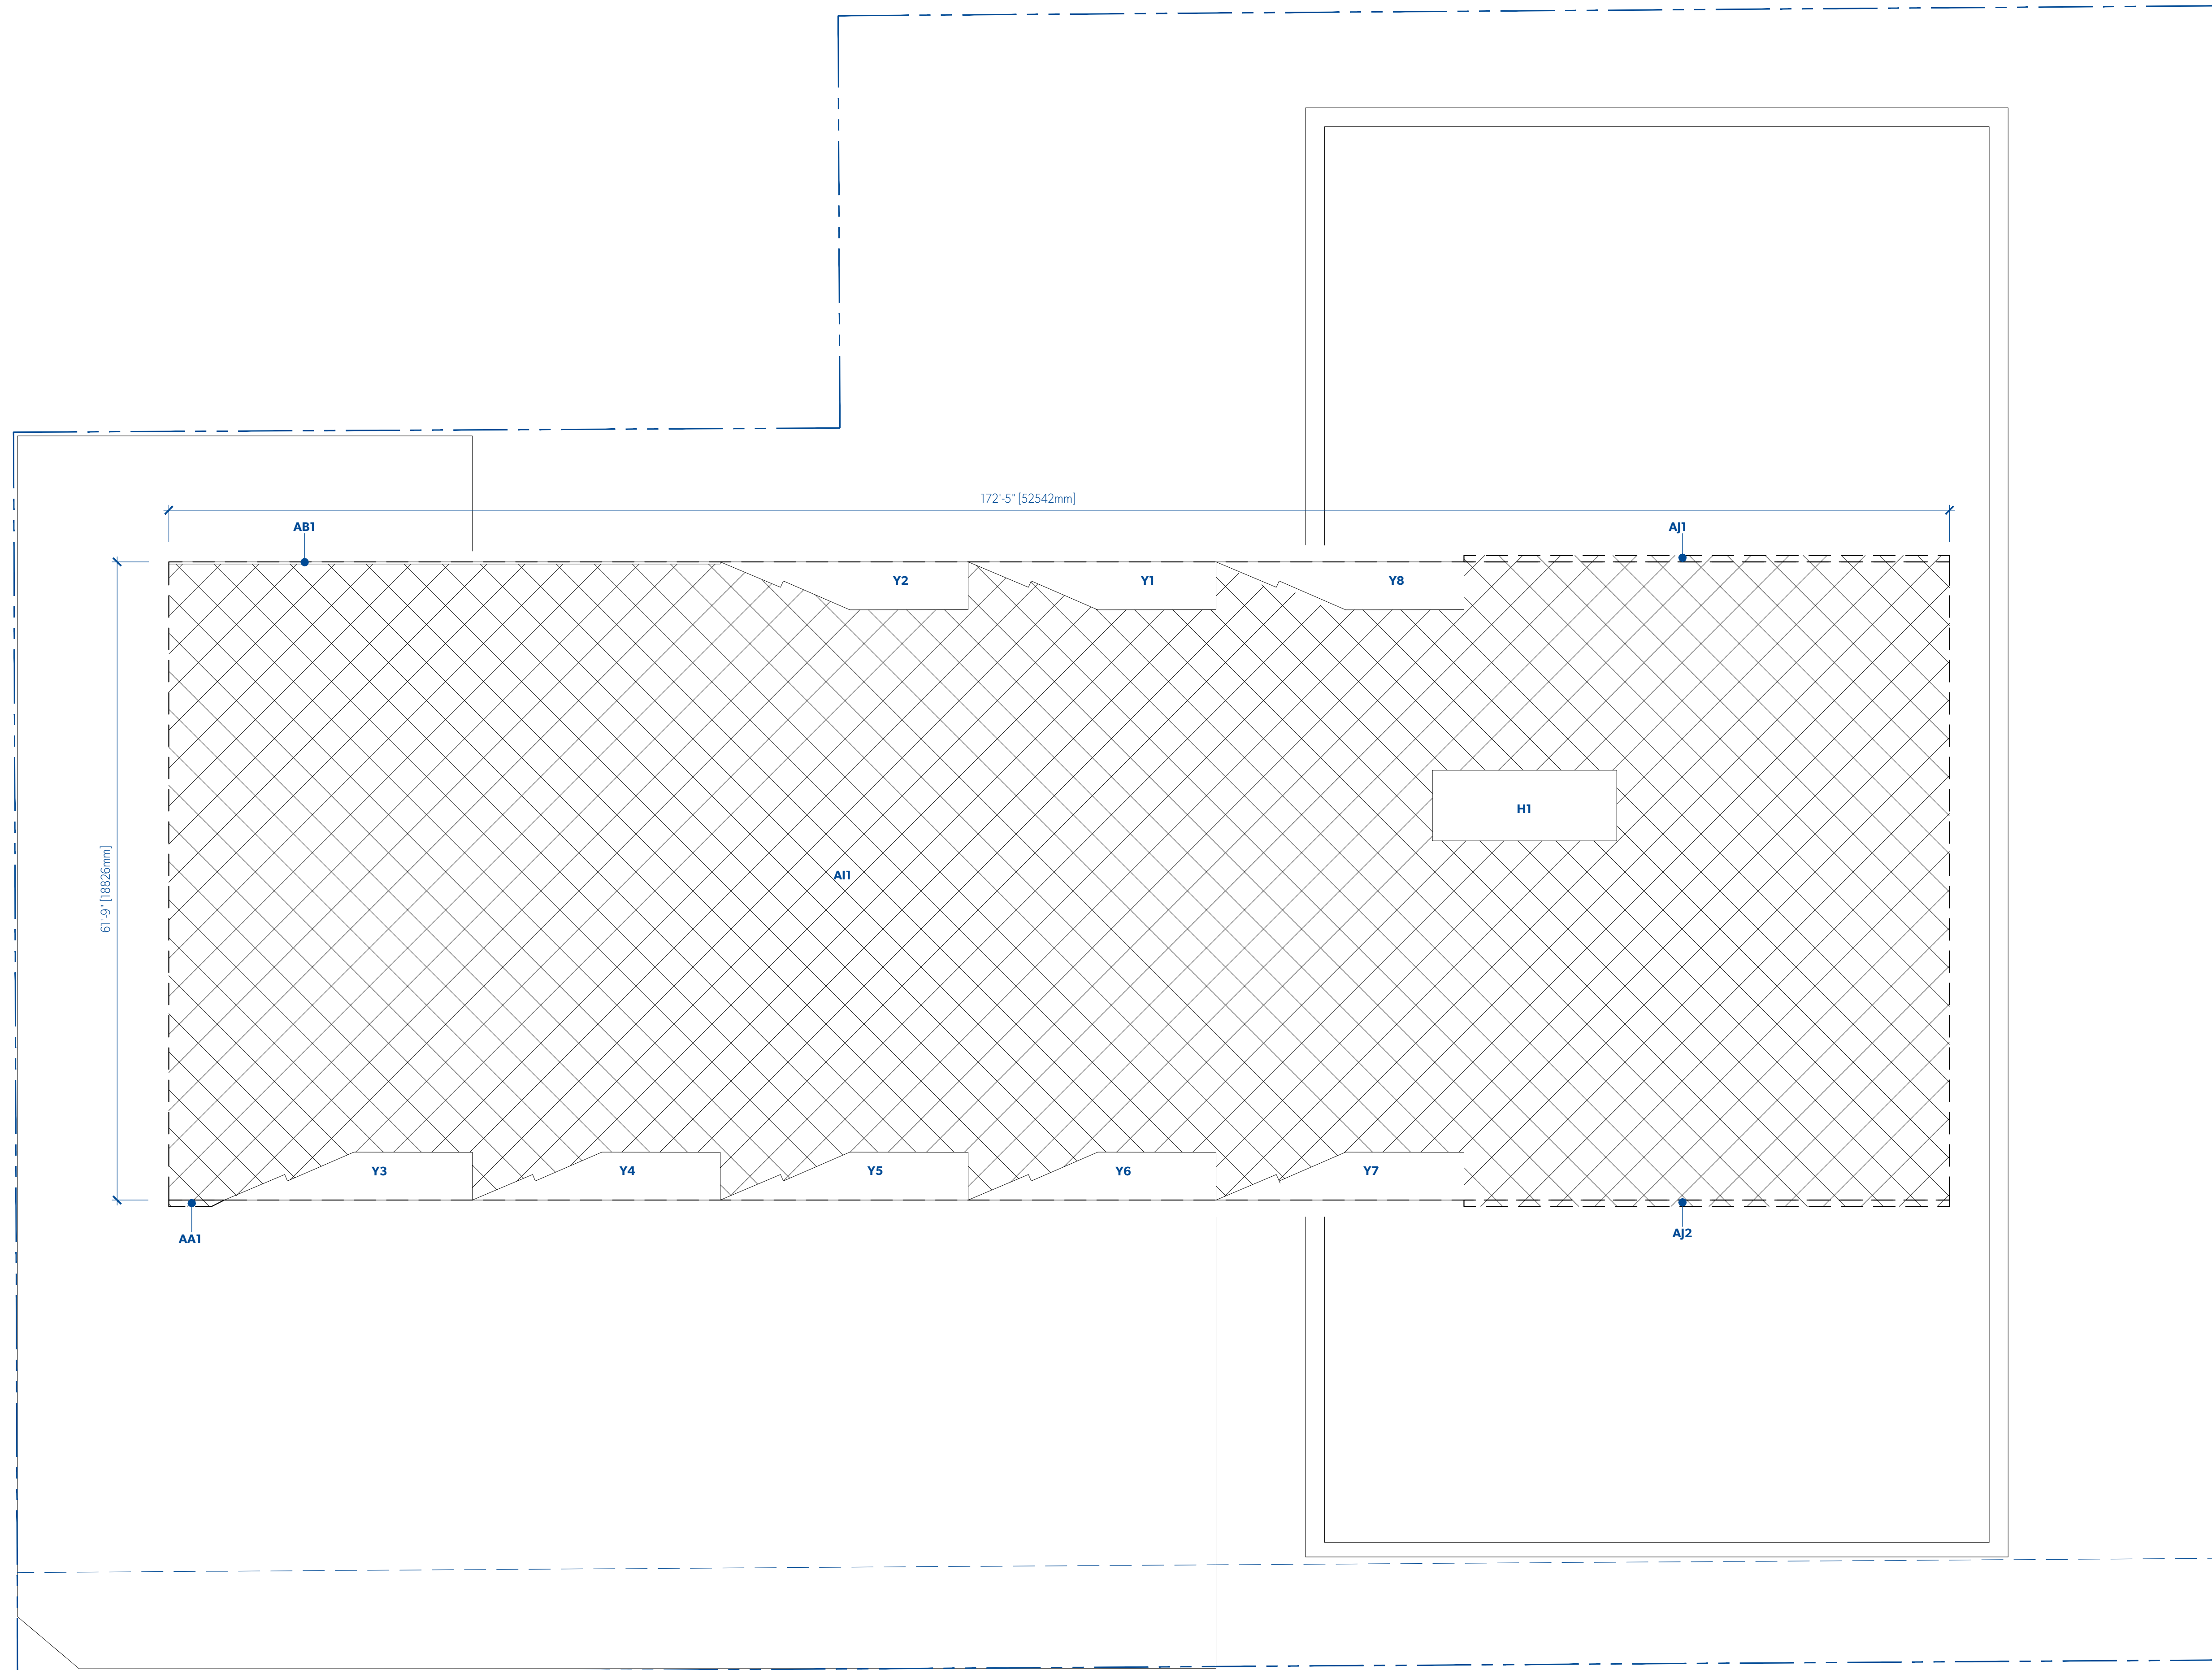 172'-5" [52542mm]
AB1
AJ1
Y2
Y1
Y8
H1
AI1
61'-9" [18826mm]
Y3
Y4
Y5
Y6
Y7
AA1
AJ2